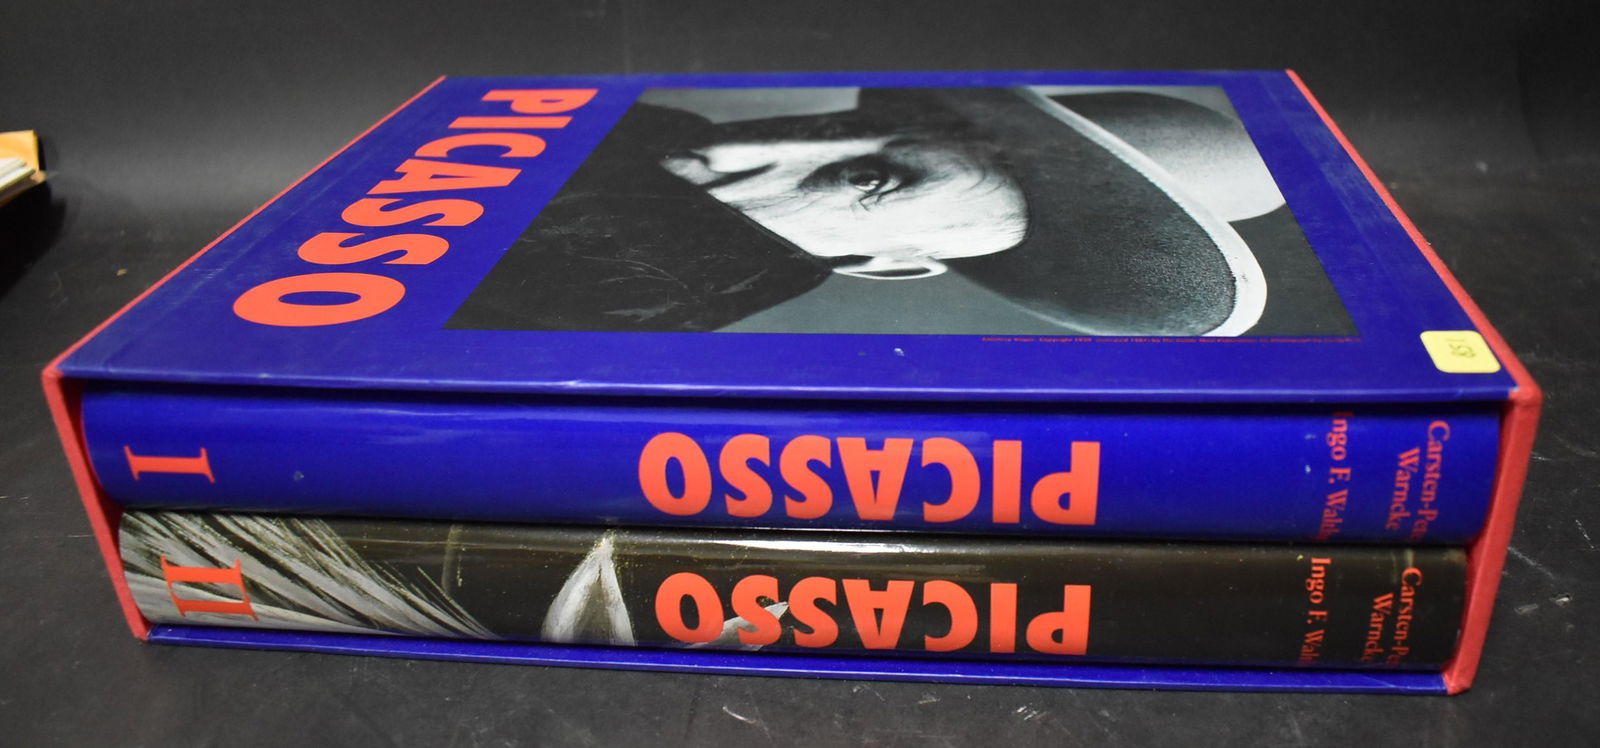 PICASSO
I
PICASSO
Carsten-Pe
Warncke
Ingo F. Walt
II
PICASSO
Carsten-Pe
Warncke
Ingo F. Walt